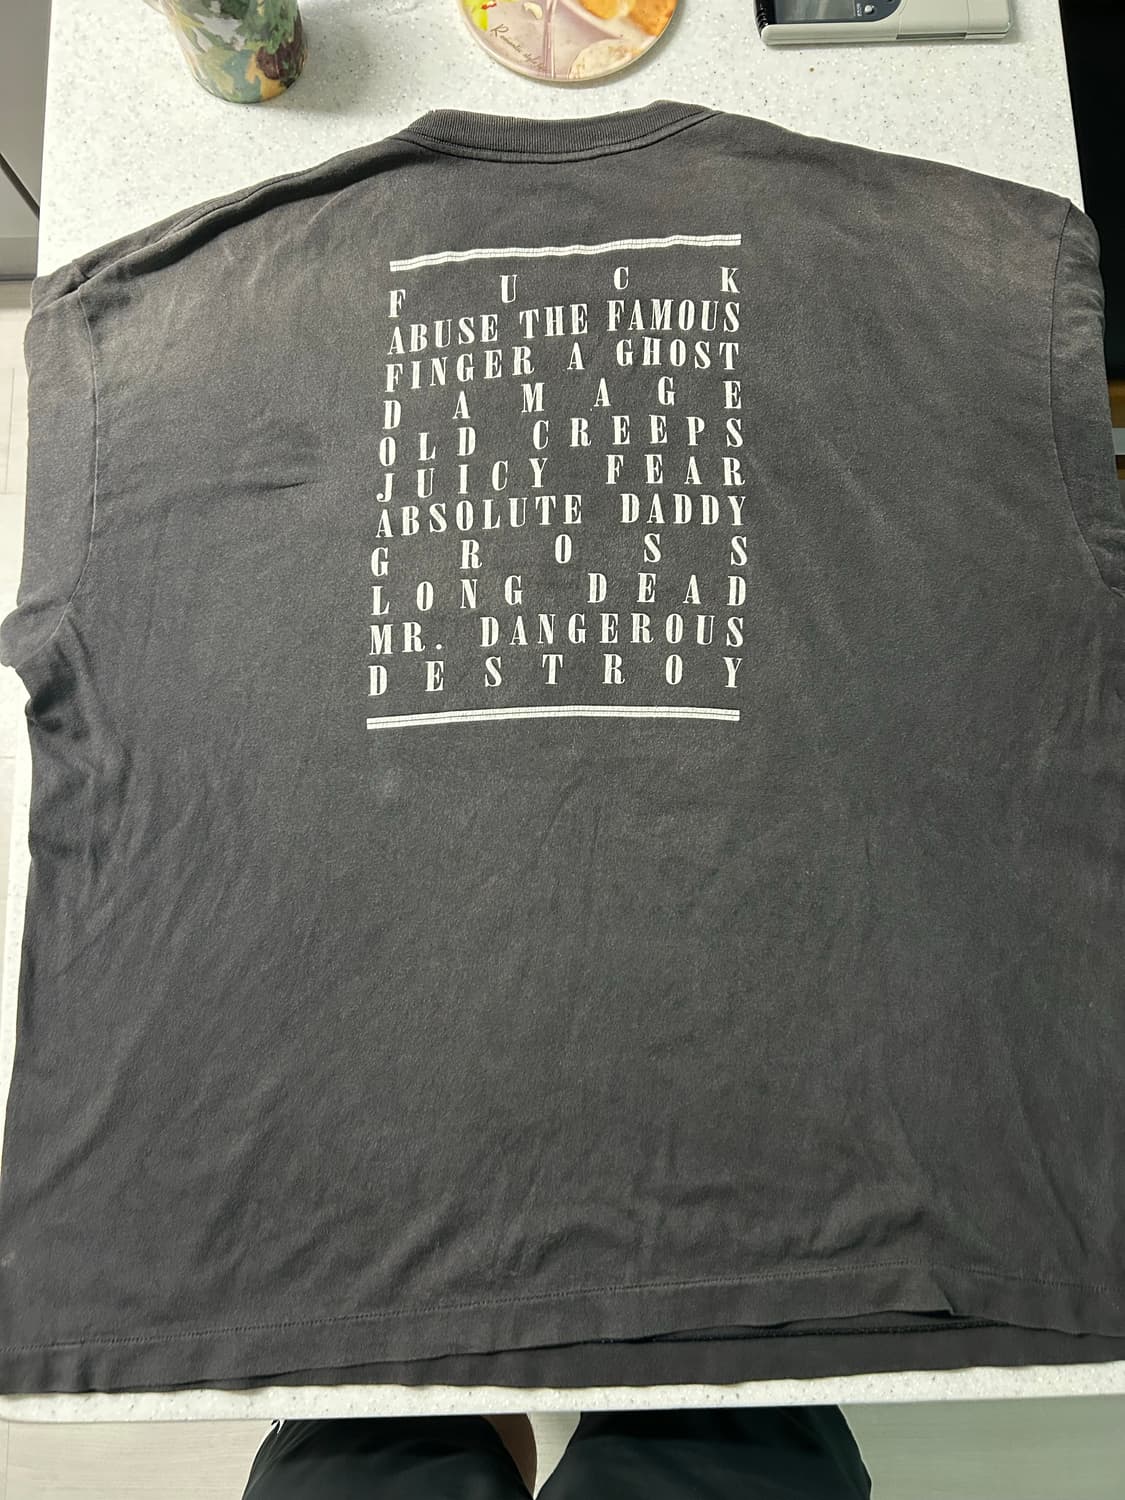 F U C K
ABUSE THE FAMOUS
FINGER A GHOST
D A M A G E
OLD CREEPS
JUICY FEAR
ABSOLUTE DADDY
G R O S S
LONG DEAD
MR. DANGEROUS
D E S T R O Y